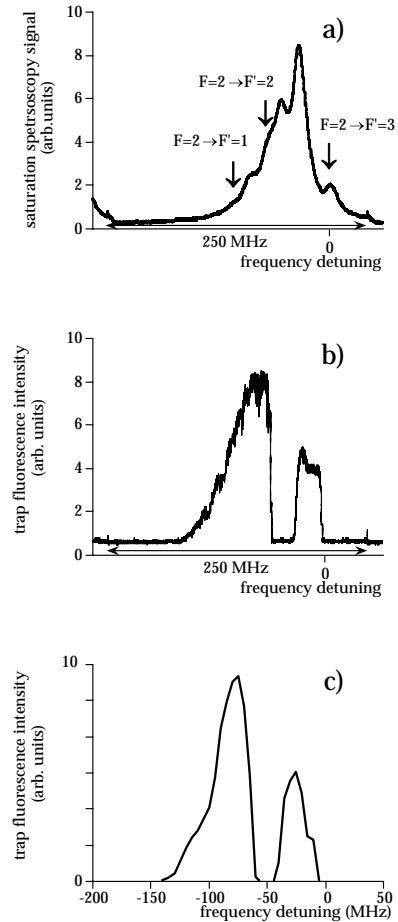 a)
saturation spetrsoscopy signal
(arb.units)
10
8
6
4
2
0
F=2→F'=2
F=2→F'=1
F=2→F'=3
250 MHz
0
frequency detuning
b)
trap fluorescence intensity
(arb. units)
10
8
6
4
2
0
250 MHz
0
frequency detuning
c)
trap fluorescence intensity
(arb. units)
10
0
-200
-150
-100
-50
0
50
frequency detuning (MHz)